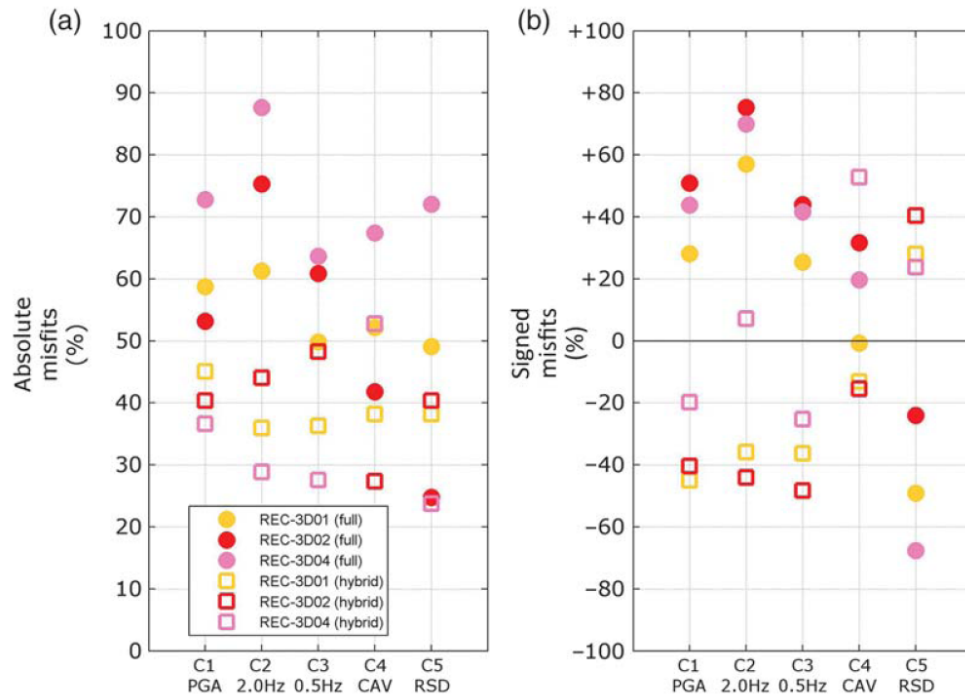 (a)
100
90
80
70
60
50
40
30
20
10
0
Absolute
misfits
(%)
REC-3D01 (full)
REC-3D02 (full)
REC-3D04 (full)
REC-3D01 (hybrid)
REC-3D02 (hybrid)
REC-3D04 (hybrid)
C1 C2 C3 C4 C5
PGA 2.0Hz 0.5Hz CAV RSD
(b)
+100
+80
+60
+40
+20
0
−20
−40
−60
−80
−100
Signed
misfits
(%)
C1 C2 C3 C4 C5
PGA 2.0Hz 0.5Hz CAV RSD